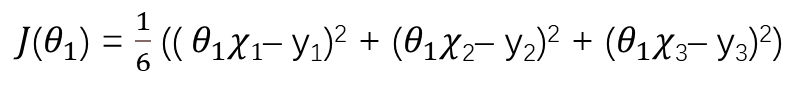 J(θ₁) = 1/6 (( θ₁χ₁– y₁)² + (θ₁χ₂– y₂)² + (θ₁χ₃– y₃)²)